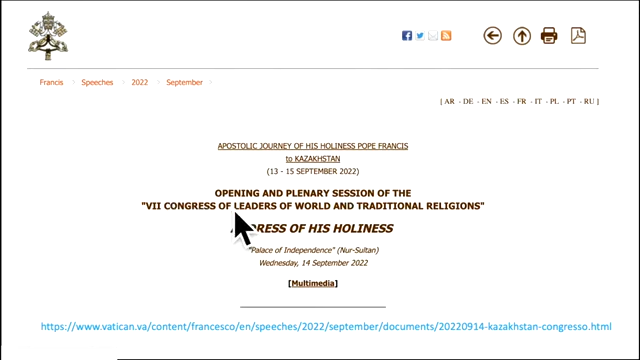 Francis > Speeches > 2022 > September >
[ AR - DE - EN - ES - FR - IT - PL - PT - RU ]
APOSTOLIC JOURNEY OF HIS HOLINESS POPE FRANCIS
to KAZAKHSTAN
(13 - 15 SEPTEMBER 2022)
OPENING AND PLENARY SESSION OF THE
"VII CONGRESS OF LEADERS OF WORLD AND TRADITIONAL RELIGIONS"
OF HIS HOLINESS
"Palace of Independence" (Nur-Sultan)
Wednesday, 14 September 2022
[Multimedia]
https://www.vatican.va/content/francesco/en/speeches/2022/september/documents/20220914-kazakhstan-congresso.html